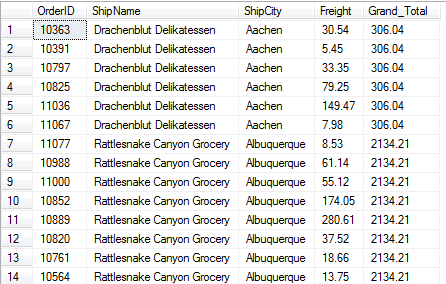 OrderID ShipName ShipCity Freight Grand_Total
1 10363 Drachenblut Delikatessen Aachen 30.54 306.04
2 10391 Drachenblut Delikatessen Aachen 5.45 306.04
3 10797 Drachenblut Delikatessen Aachen 33.35 306.04
4 10825 Drachenblut Delikatessen Aachen 79.25 306.04
5 11036 Drachenblut Delikatessen Aachen 149.47 306.04
6 11067 Drachenblut Delikatessen Aachen 7.98 306.04
7 11077 Rattlesnake Canyon Grocery Albuquerque 8.53 2134.21
8 10988 Rattlesnake Canyon Grocery Albuquerque 61.14 2134.21
9 11000 Rattlesnake Canyon Grocery Albuquerque 55.12 2134.21
10 10852 Rattlesnake Canyon Grocery Albuquerque 174.05 2134.21
11 10889 Rattlesnake Canyon Grocery Albuquerque 280.61 2134.21
12 10820 Rattlesnake Canyon Grocery Albuquerque 37.52 2134.21
13 10761 Rattlesnake Canyon Grocery Albuquerque 18.66 2134.21
14 10564 Rattlesnake Canyon Grocery Albuquerque 13.75 2134.21